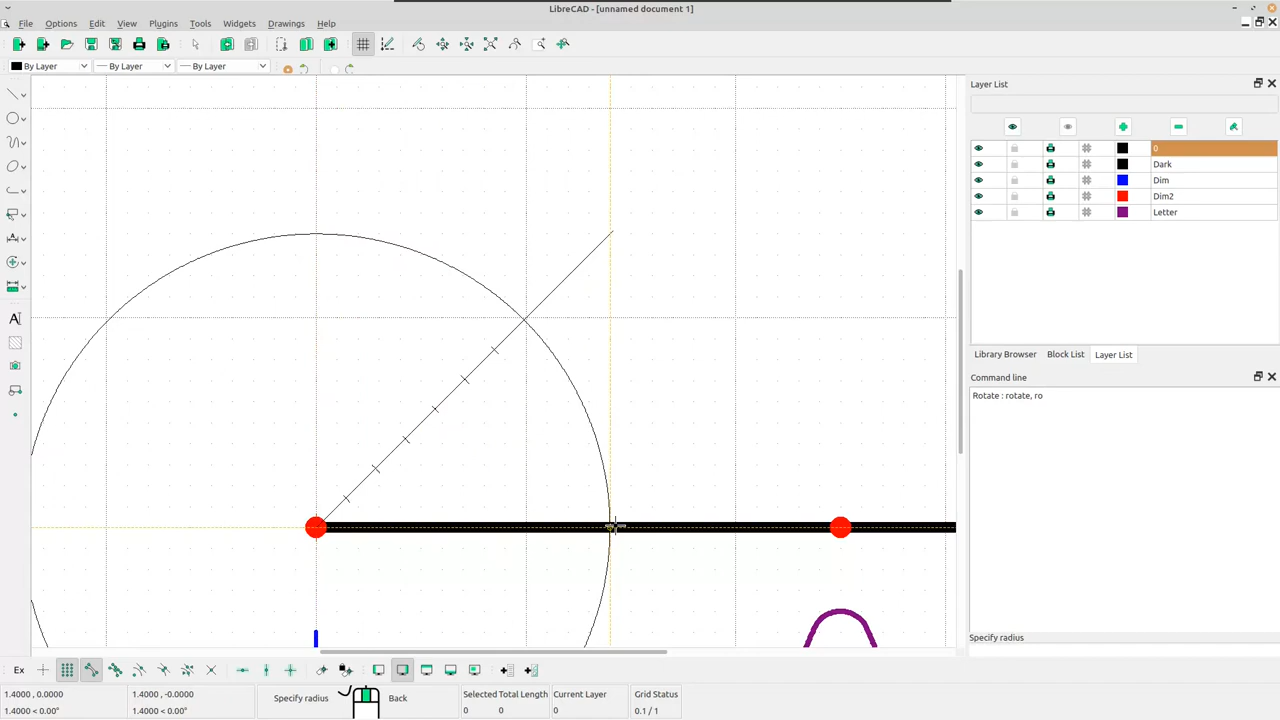 LibreCAD - [unnamed document 1]
File Options Edit View Plugins Tools Widgets Drawings Help
By Layer By Layer By Layer
Layer List
0
Dark
Dim
Dim2
Letter
Library Browser Block List Layer List
Command line
Rotate : rotate, ro
Specify radius
A
Ex
1.4000 , 0.0000 1.4000 , -0.0000 Specify radius Back Selected Total Length Current Layer Grid Status
1.4000 < 0.00° 1.4000 < 0.00° 0 0 0 0.1 / 1